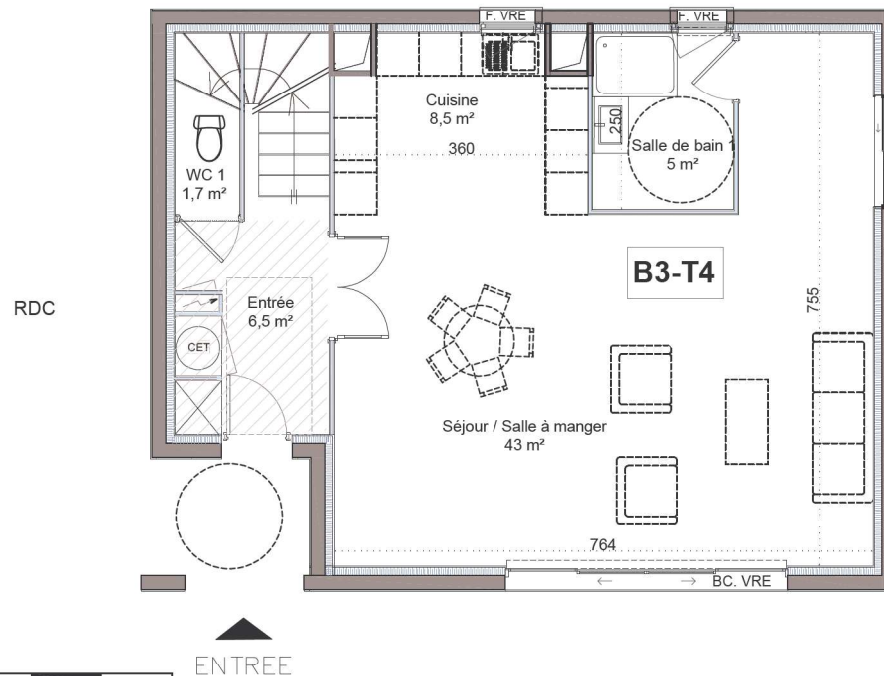 F. VRE
F. VRE
Cuisine
8,5 m²
360
250
Salle de bain 1
5 m²
WC 1
1,7 m²
B3-T4
RDC
Entrée
6,5 m²
755
CET
Séjour / Salle à manger
43 m²
764
BC. VRE
ENTREE